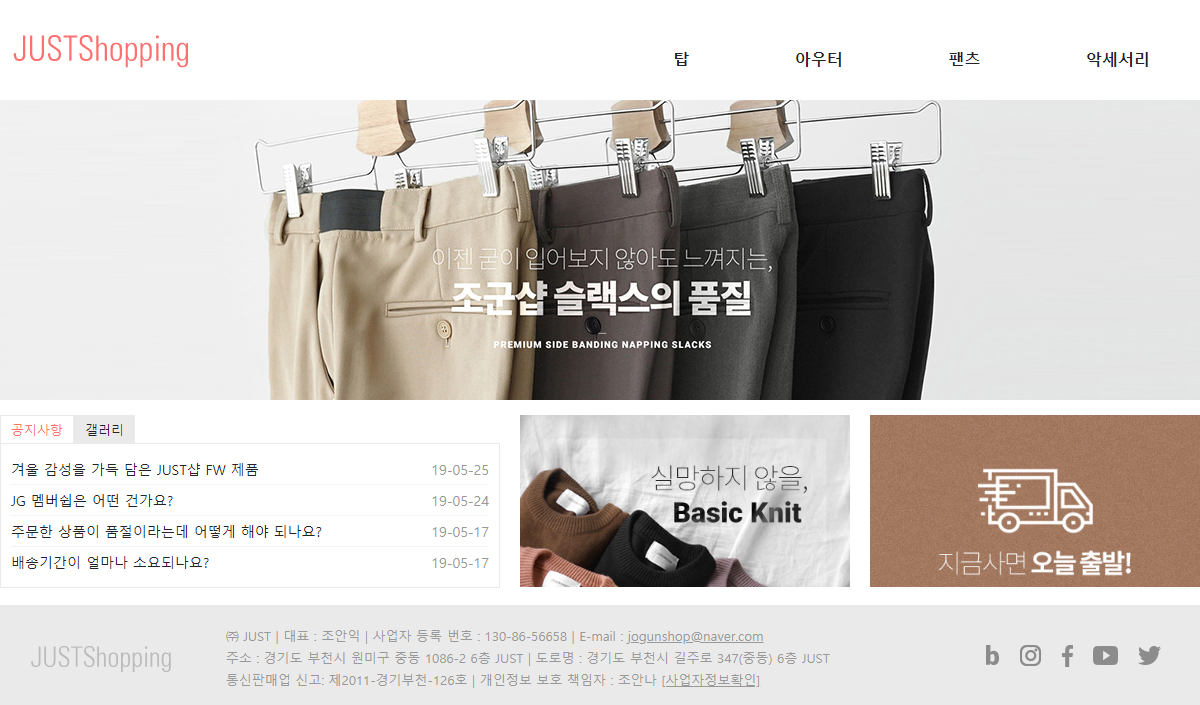 JUSTShopping
탑 아우터 팬츠 악세서리
이젠 굳이 입어보지 않아도 느껴지는,
조군샵 슬랙스의 품질
PREMIUM SIDE BANDING NAPPING SLACKS
공지사항 갤러리
겨울 감성을 가득 담은 JUST샵 FW 제품 19-05-25
JG 멤버쉽은 어떤 건가요? 19-05-24
주문한 상품이 품절이라는데 어떻게 해야 되나요? 19-05-17
배송기간이 얼마나 소요되나요? 19-05-17
실망하지 않을,
Basic Knit
지금사면 오늘 출발!
JUSTShopping
㈜ JUST | 대표 : 조안익 | 사업자 등록 번호 : 130-86-56658 | E-mail : jogunshop@naver.com
주소 : 경기도 부천시 원미구 중동 1086-2 6층 JUST | 도로명 : 경기도 부천시 길주로 347(중동) 6층 JUST
통신판매업 신고: 제2011-경기부천-126호 | 개인정보 보호 책임자 : 조안나 [사업자정보확인]